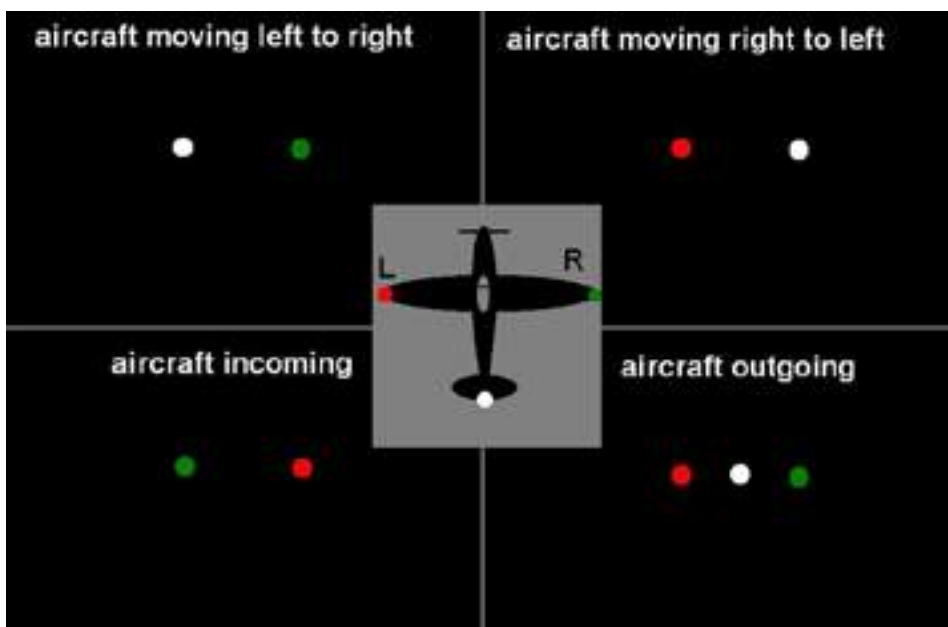 aircraft moving left to right
aircraft moving right to left
L
R
aircraft incoming
aircraft outgoing